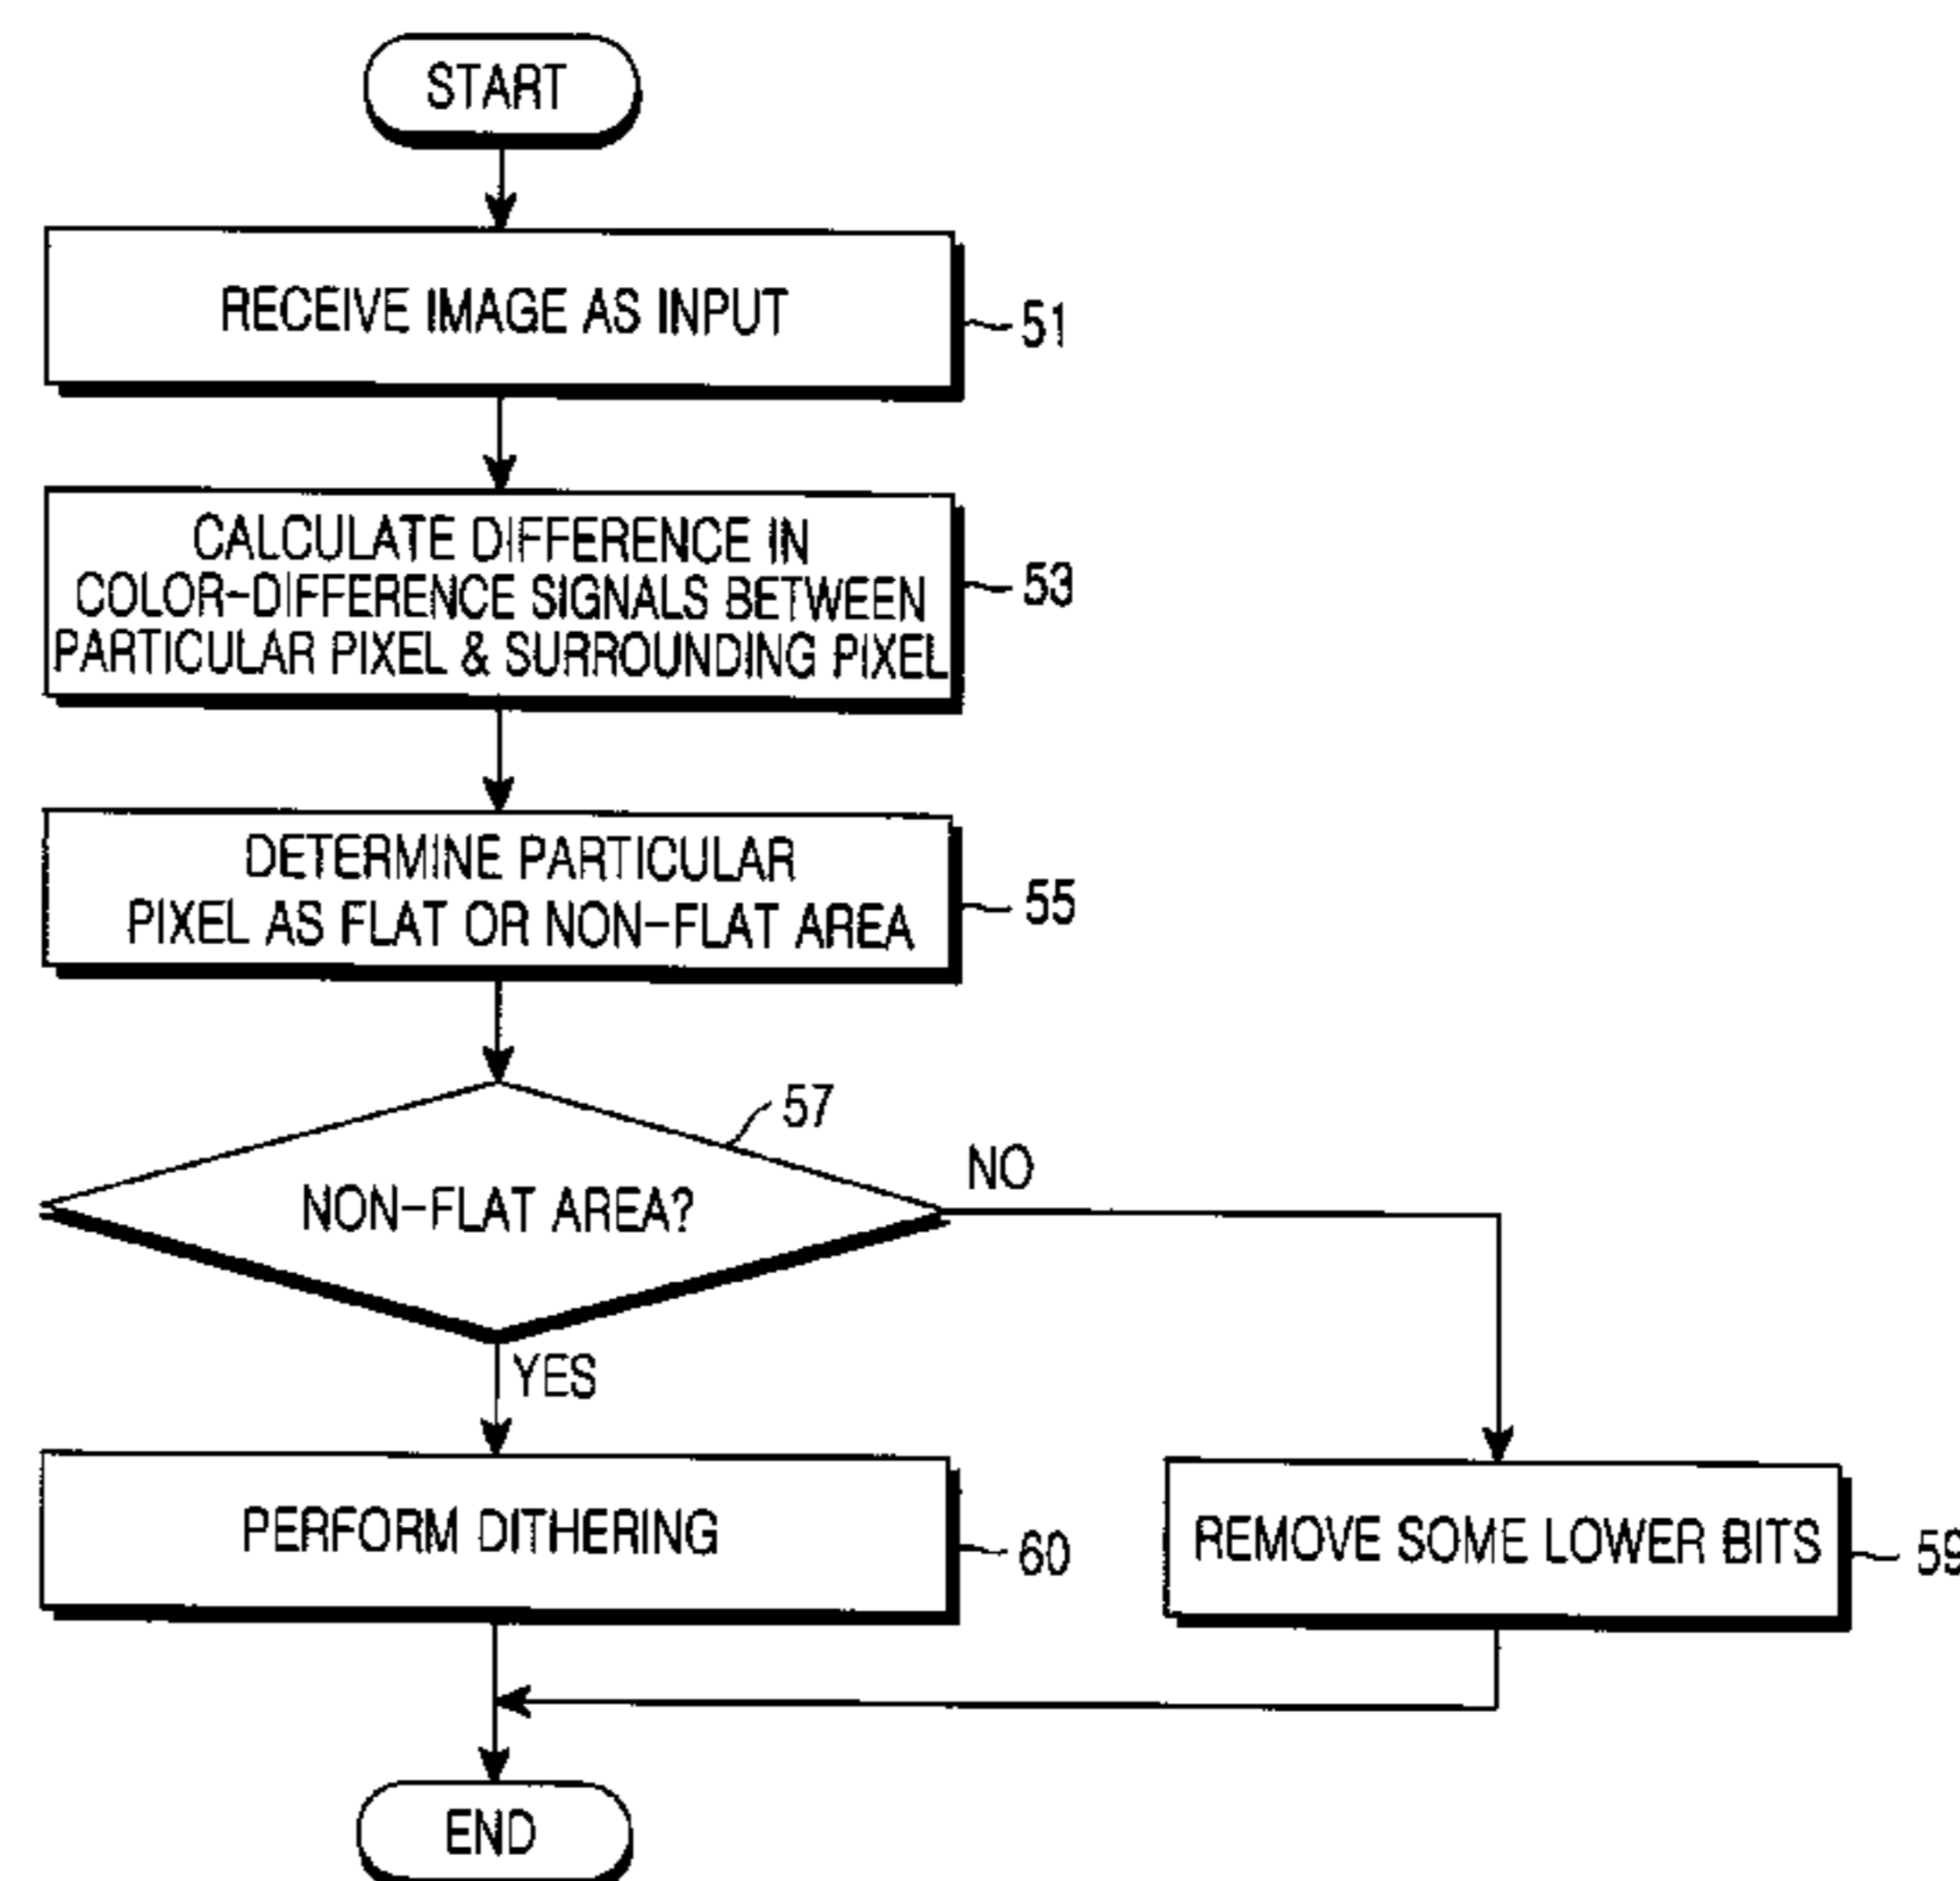 START
RECEIVE IMAGE AS INPUT
51
CALCULATE DIFFERENCE IN
COLOR-DIFFERENCE SIGNALS BETWEEN
PARTICULAR PIXEL & SURROUNDING PIXEL
53
DETERMINE PARTICULAR
PIXEL AS FLAT OR NON-FLAT AREA
55
57
NON-FLAT AREA?
NO
YES
PERFORM DITHERING
60
REMOVE SOME LOWER BITS
59
END